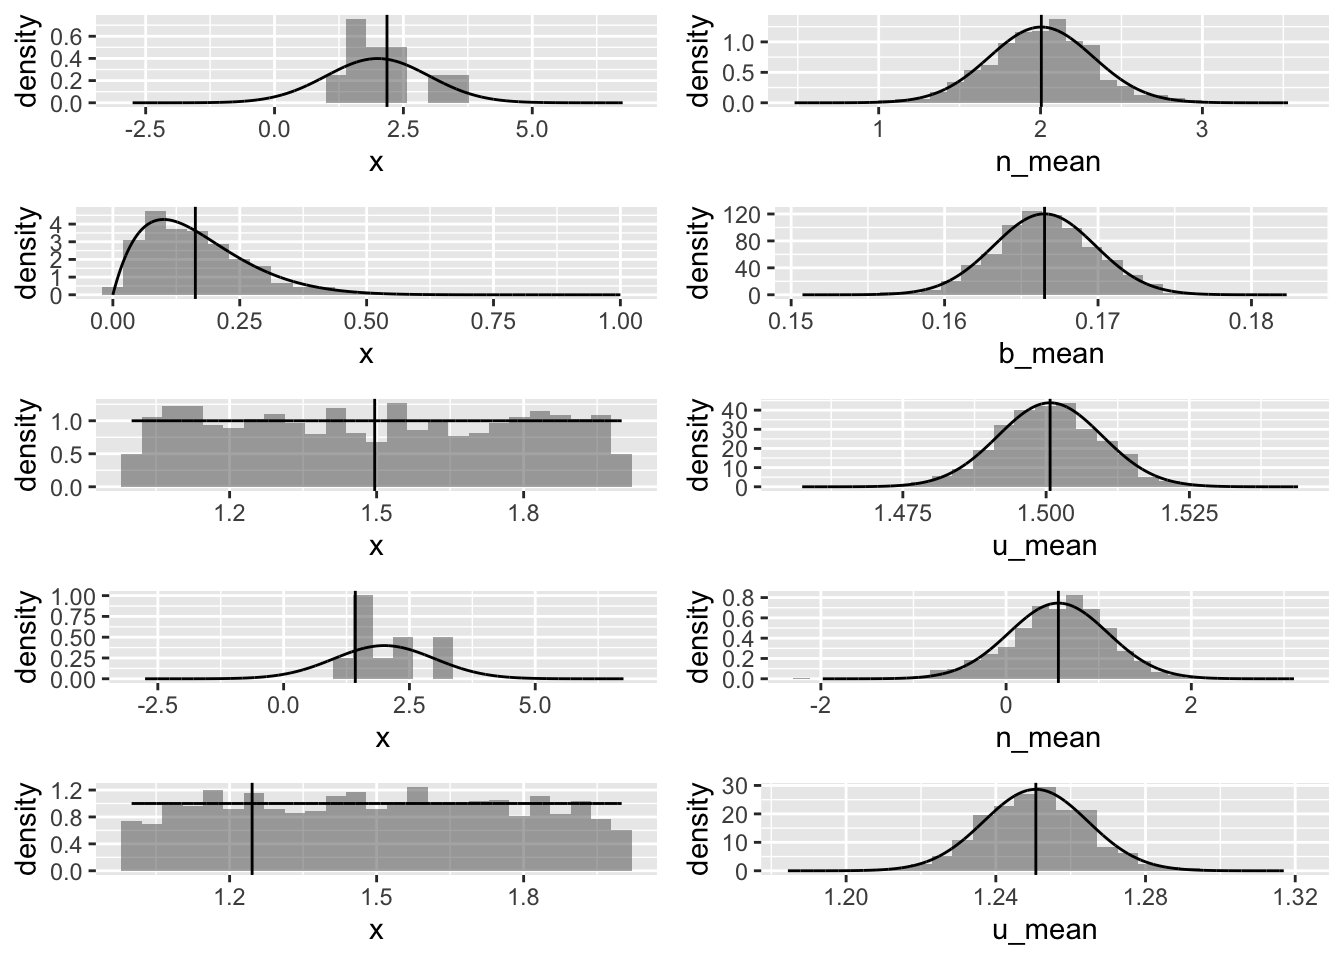 density
0.6
0.4
0.2
0.0
-2.5 0.0 2.5 5.0
x
density
1.0
0.5
0.0
1 2 3
n_mean
density
4
3
2
1
0
0.00 0.25 0.50 0.75 1.00
x
density
120
80
40
0
0.15 0.16 0.17 0.18
b_mean
density
1.0
0.5
0.0
1.2 1.5 1.8
x
density
40
30
20
10
0
1.475 1.500 1.525
u_mean
density
1.00
0.75
0.50
0.25
0.00
-2.5 0.0 2.5 5.0
x
density
0.8
0.6
0.4
0.2
0.0
-2 0 2
n_mean
density
1.2
0.8
0.4
0.0
1.2 1.5 1.8
x
density
30
20
10
0
1.20 1.24 1.28 1.32
u_mean